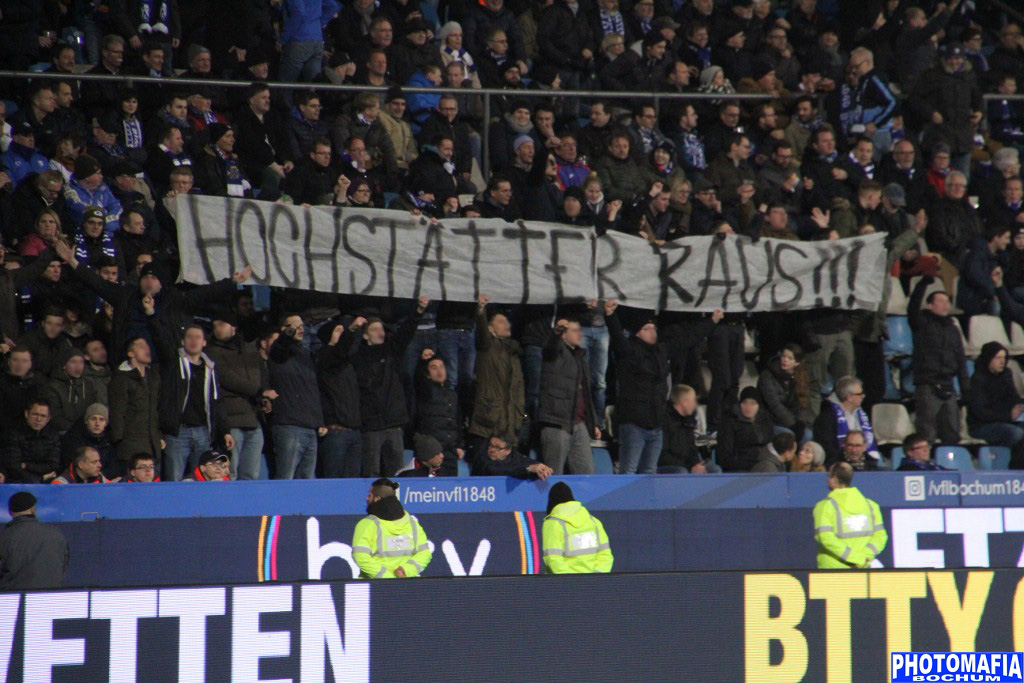 HOCHSTÄTTER RAUS!!!
/meinvfl1848
/vflbochum184
WETTEN
BTTY
PHOTOMAFIA
BOCHUM